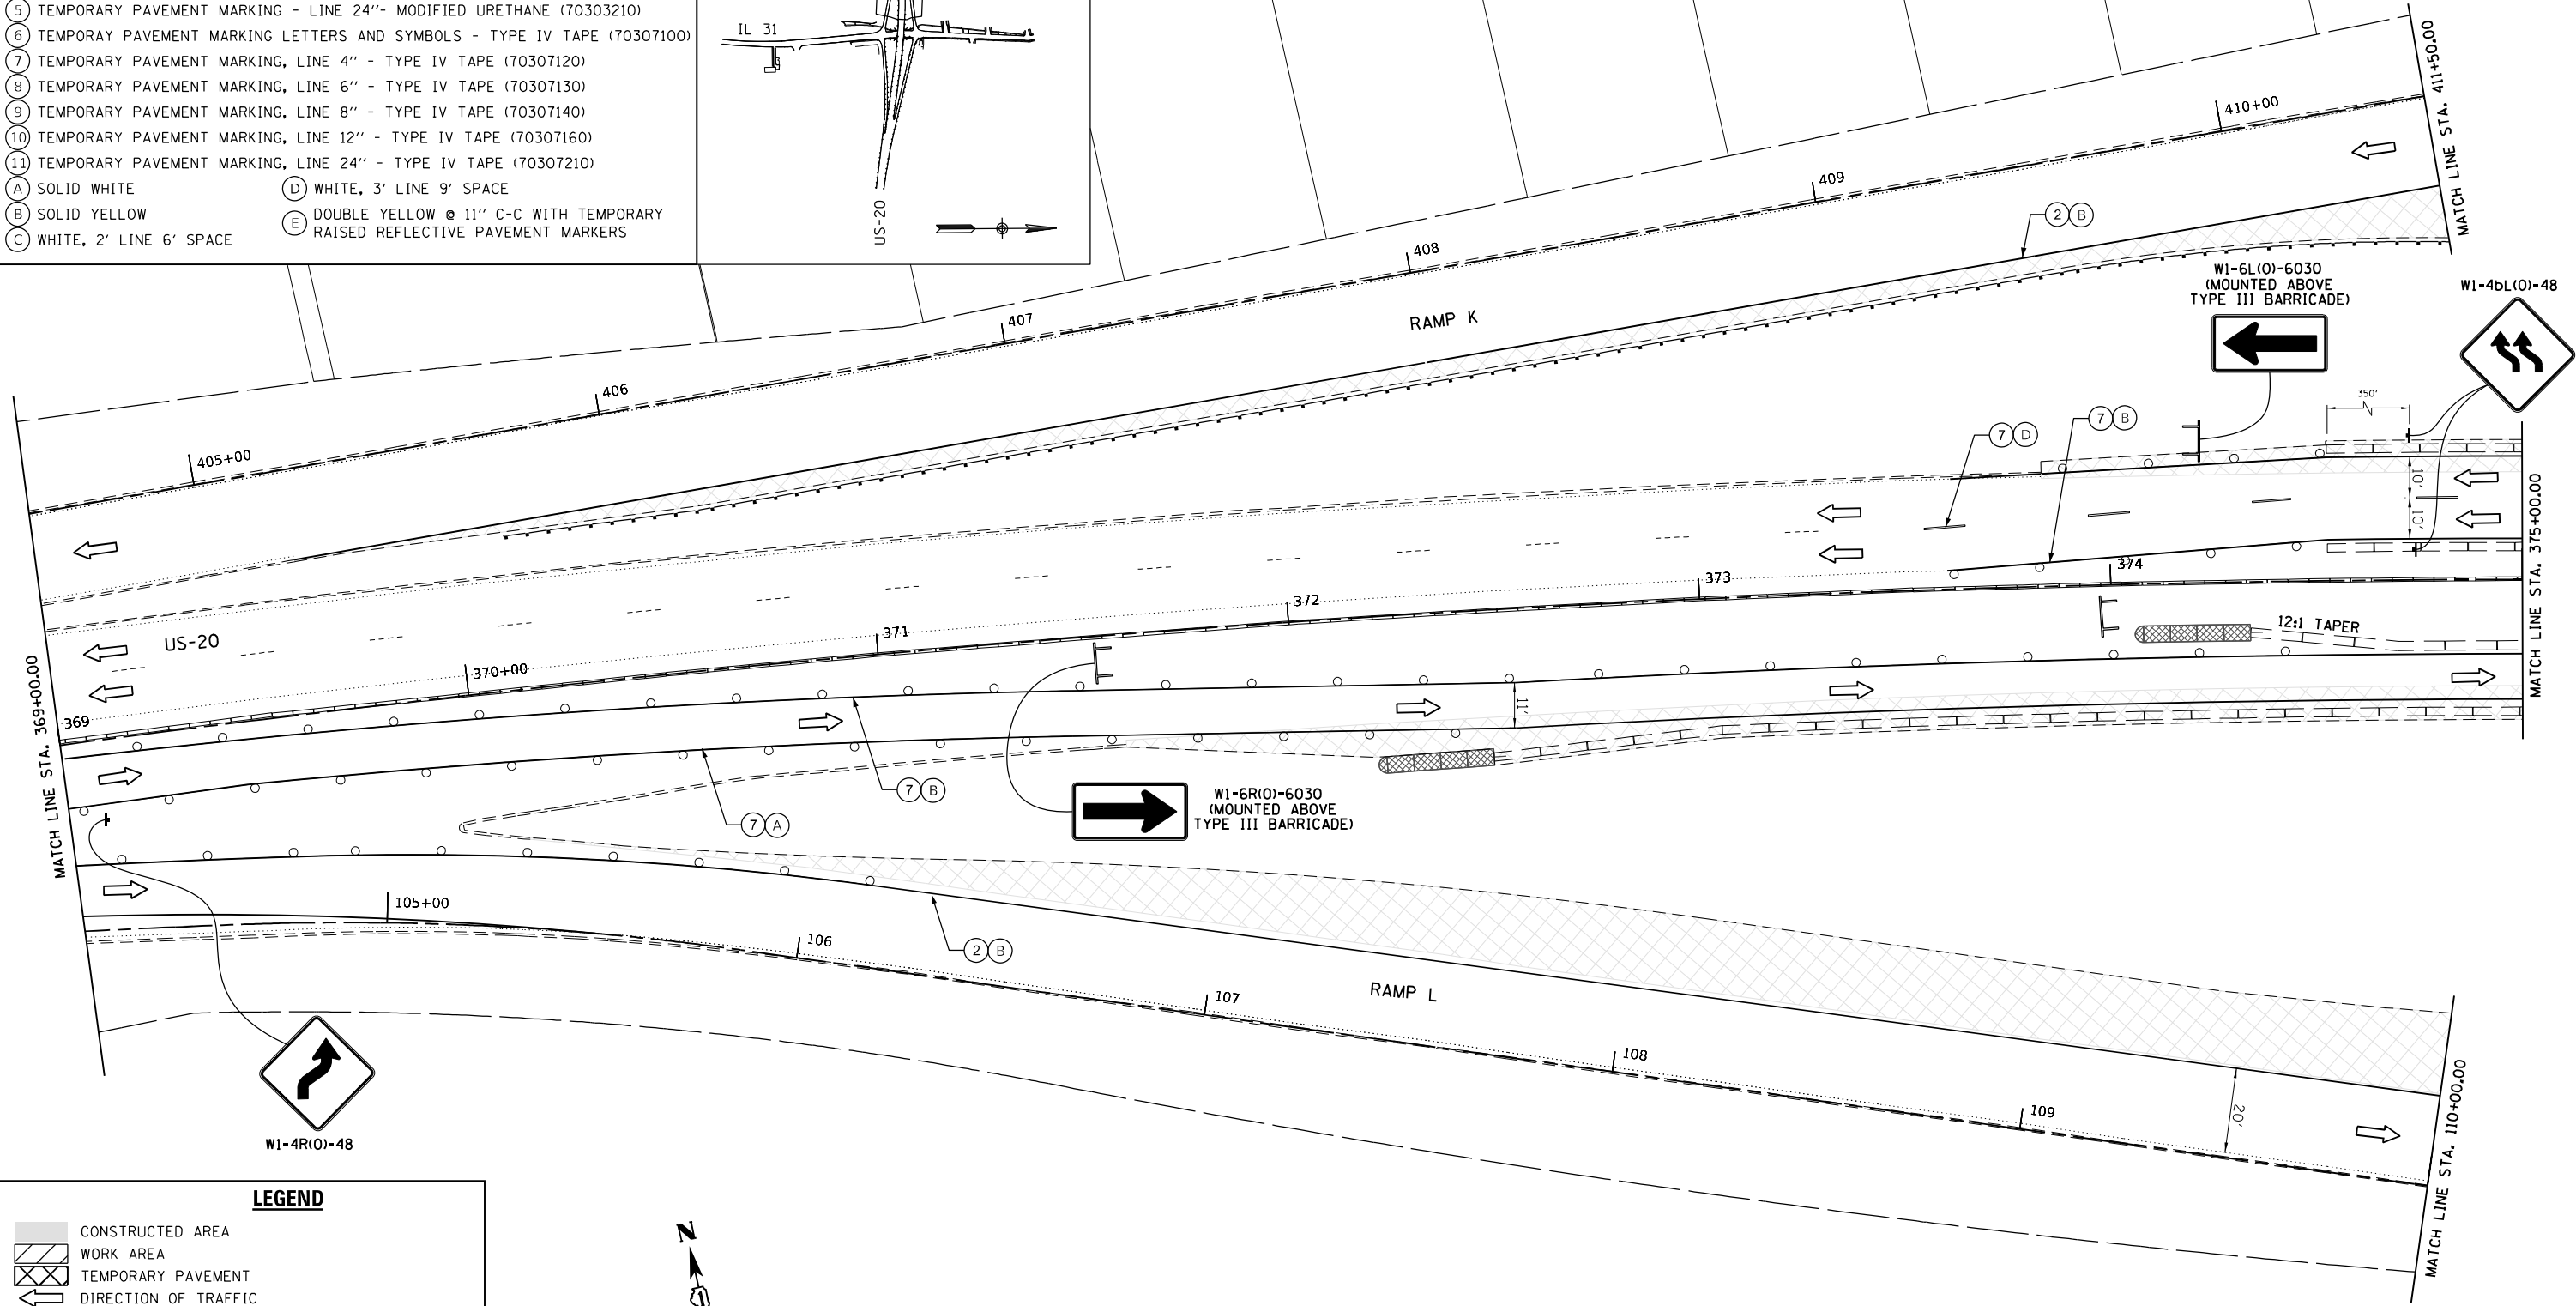 5 TEMPORARY PAVEMENT MARKING - LINE 24''- MODIFIED URETHANE (70303210)
6 TEMPORAY PAVEMENT MARKING LETTERS AND SYMBOLS - TYPE IV TAPE (70307100)
7 TEMPORARY PAVEMENT MARKING, LINE 4'' - TYPE IV TAPE (70307120)
8 TEMPORARY PAVEMENT MARKING, LINE 6'' - TYPE IV TAPE (70307130)
9 TEMPORARY PAVEMENT MARKING, LINE 8'' - TYPE IV TAPE (70307140)
10 TEMPORARY PAVEMENT MARKING, LINE 12'' - TYPE IV TAPE (70307160)
11 TEMPORARY PAVEMENT MARKING, LINE 24'' - TYPE IV TAPE (70307210)
A SOLID WHITE
B SOLID YELLOW
C WHITE, 2' LINE 6' SPACE
D WHITE, 3' LINE 9' SPACE
E DOUBLE YELLOW @ 11'' C-C WITH TEMPORARY
RAISED REFLECTIVE PAVEMENT MARKERS
IL 31
US-20
MATCH LINE STA. 411+50.00
410+00
409
408
407
406
405+00
2 B
RAMP K
W1-6L(O)-6030
(MOUNTED ABOVE
TYPE III BARRICADE)
W1-4bL(O)-48
350'
7 D
7 B
10'
10'
MATCH LINE STA. 375+00.00
374
373
372
371
370+00
369
US-20
12:1 TAPER
11'
MATCH LINE STA. 369+00.00
7 B
7 A
W1-6R(O)-6030
(MOUNTED ABOVE
TYPE III BARRICADE)
105+00
106
107
108
109
2 B
RAMP L
20'
MATCH LINE STA. 110+00.00
W1-4R(O)-48
LEGEND
CONSTRUCTED AREA
WORK AREA
TEMPORARY PAVEMENT
DIRECTION OF TRAFFIC
N